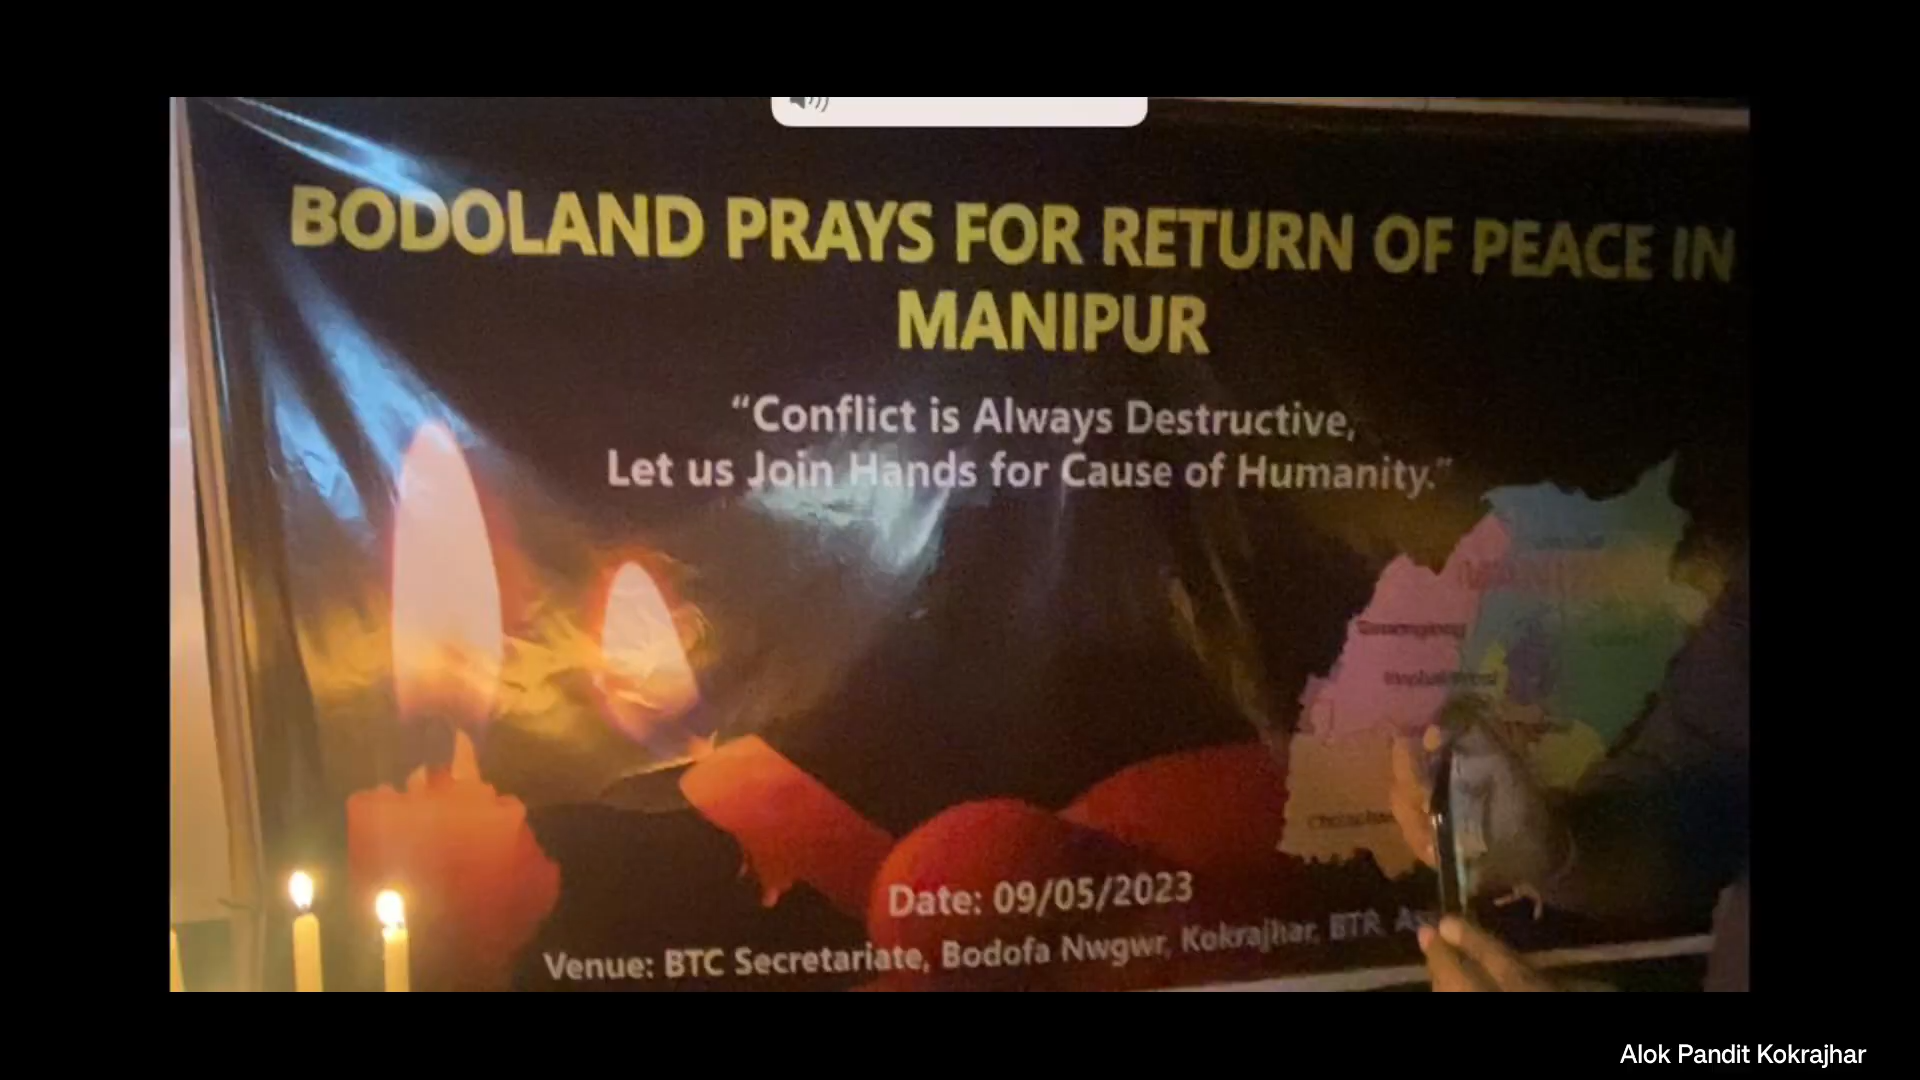 BODOLAND PRAYS FOR RETURN OF PEACE IN
MANIPUR
“Conflict is Always Destructive,
Let us Join Hands for Cause of Humanity.”
Date: 09/05/2023
Venue: BTC Secretariate, Bodofa Nwgwr, Kokrajhar, BTR
Alok Pandit Kokrajhar